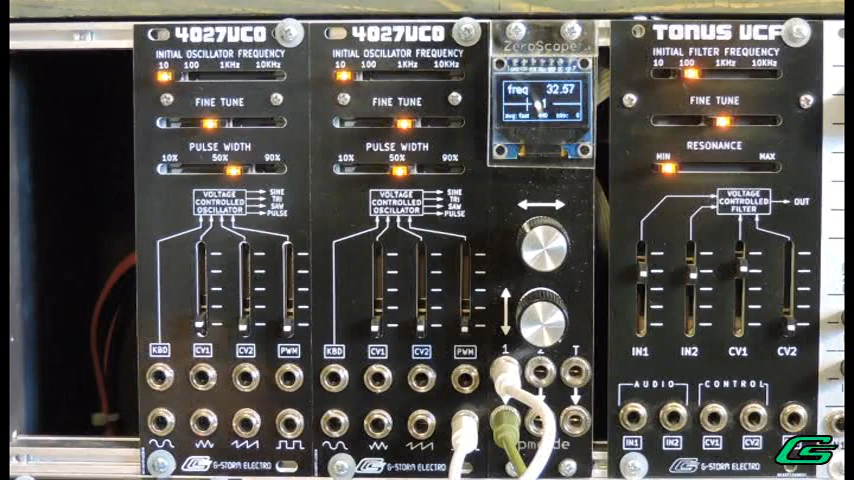 4027VCO
INITIAL OSCILLATOR FREQUENCY
10 100 1KHz 10KHz
FINE TUNE
PULSE WIDTH
10% 50% 90%
VOLTAGE
CONTROLLED
OSCILLATOR
SINE
TRI
SAW
PULSE
KBD CV1 CV2 PWM
G-STORM ELECTRO
4027VCO
INITIAL OSCILLATOR FREQUENCY
10 100 1KHz 10KHz
FINE TUNE
PULSE WIDTH
10% 50% 90%
VOLTAGE
CONTROLLED
OSCILLATOR
SINE
TRI
SAW
PULSE
KBD CV1 CV2 PWM
G-STORM ELECTRO
ZeroScope
freq 32.57
1 2 T
TONUS VCF
INITIAL FILTER FREQUENCY
10 100 1KHz 10KHz
FINE TUNE
RESONANCE
MIN MAX
VOLTAGE
CONTROLLED
FILTER
OUT
IN1 IN2 CV1 CV2
AUDIO CONTROL
IN1 IN2 CV1 CV2
G-STORM ELECTRO